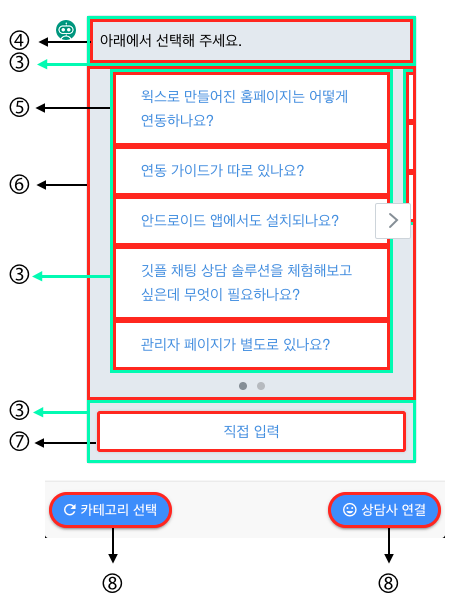 ④
아래에서 선택해 주세요.
③
윅스로 만들어진 홈페이지는 어떻게
⑤
연동하나요?
연동 가이드가 따로 있나요?
⑥
안드로이드 앱에서도 설치되나요?
③
깃플 채팅 상담 솔루션을 체험해보고
싶은데 무엇이 필요하나요?
관리자 페이지가 별도로 있나요?
③
직접 입력
⑦
카테고리 선택
상담사 연결
⑧
⑧